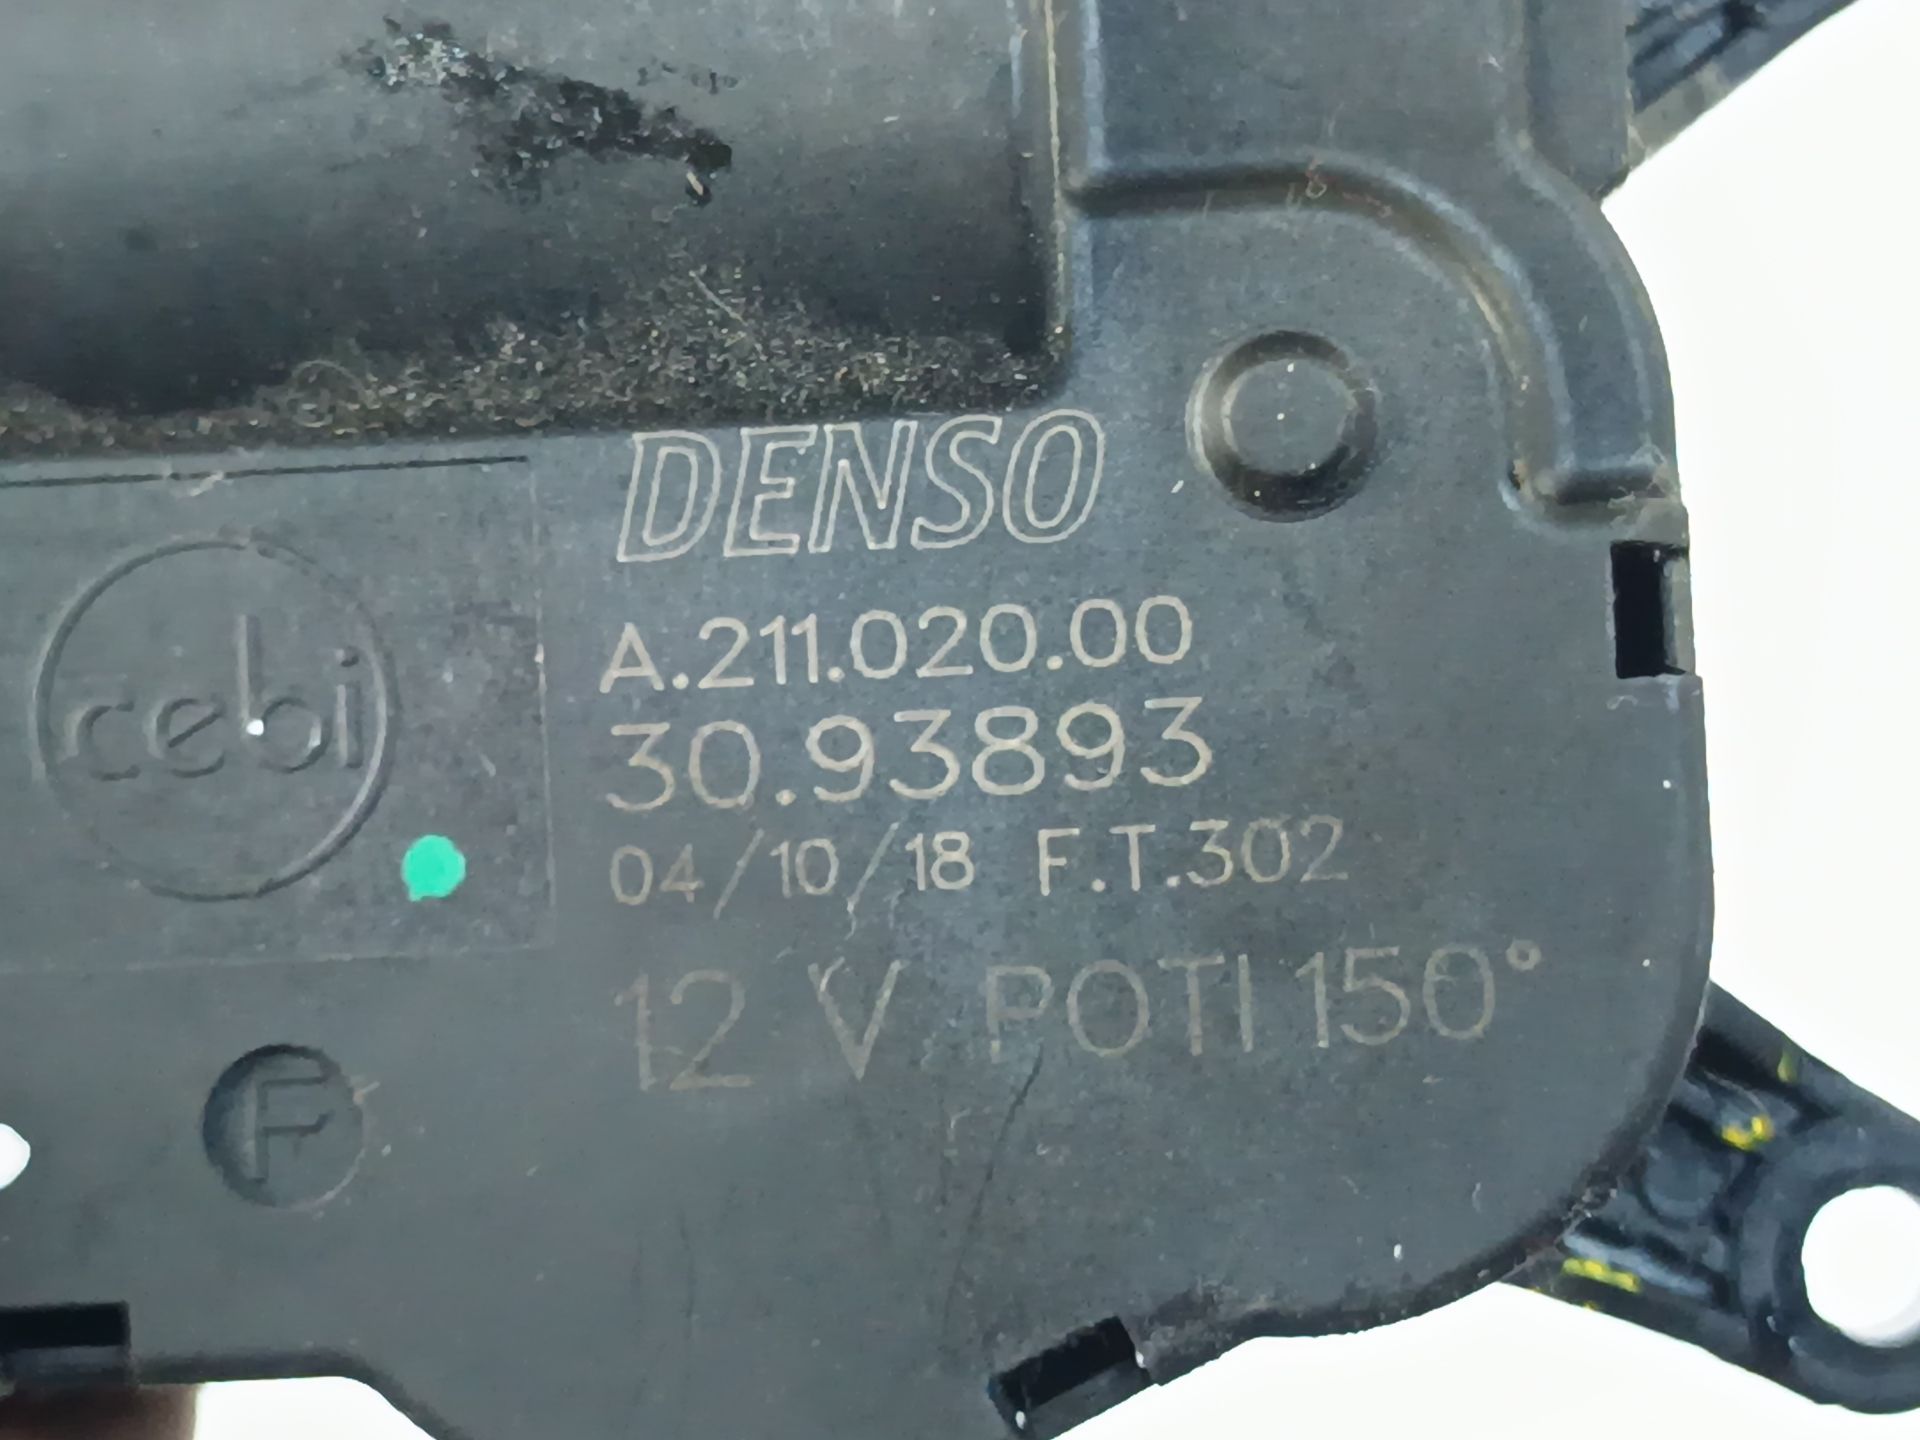 DENSO
A.211.020.00
30.93893
cebi
04/10/18 F.T.302
12 V POTI 150°
F